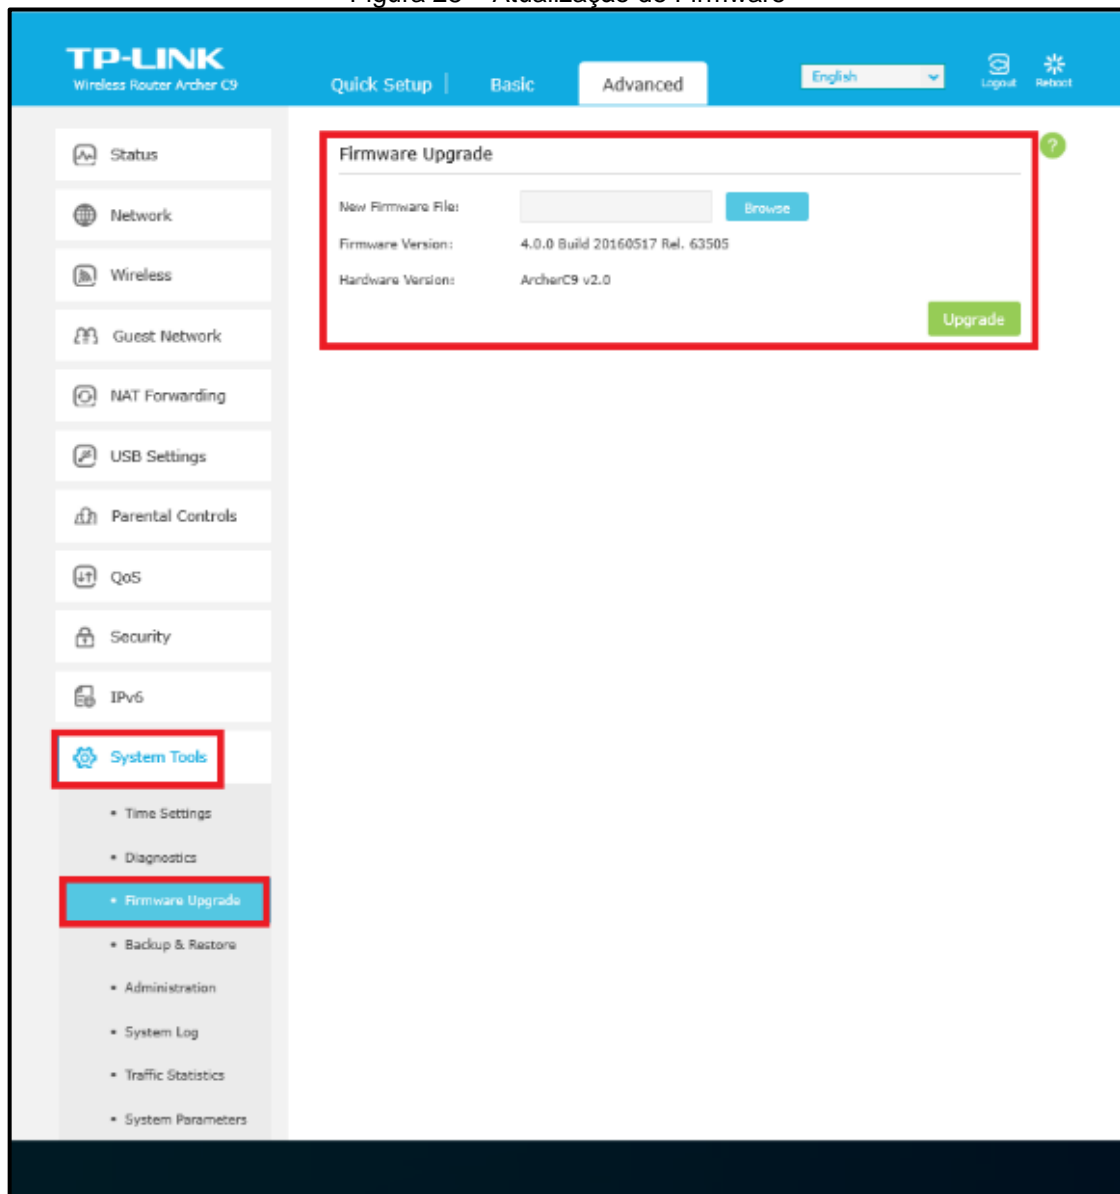 TP-LINK
Wireless Router Archer C9
Quick Setup | Basic Advanced
English
Logout Reboot
Status
Network
Wireless
Guest Network
NAT Forwarding
USB Settings
Parental Controls
QoS
Security
IPv6
System Tools
• Time Settings
• Diagnostics
• Firmware Upgrade
• Backup & Restore
• Administration
• System Log
• Traffic Statistics
• System Parameters
Firmware Upgrade
?
New Firmware File: Browse
Firmware Version: 4.0.0 Build 20160517 Rel. 63505
Hardware Version: ArcherC9 v2.0
Upgrade